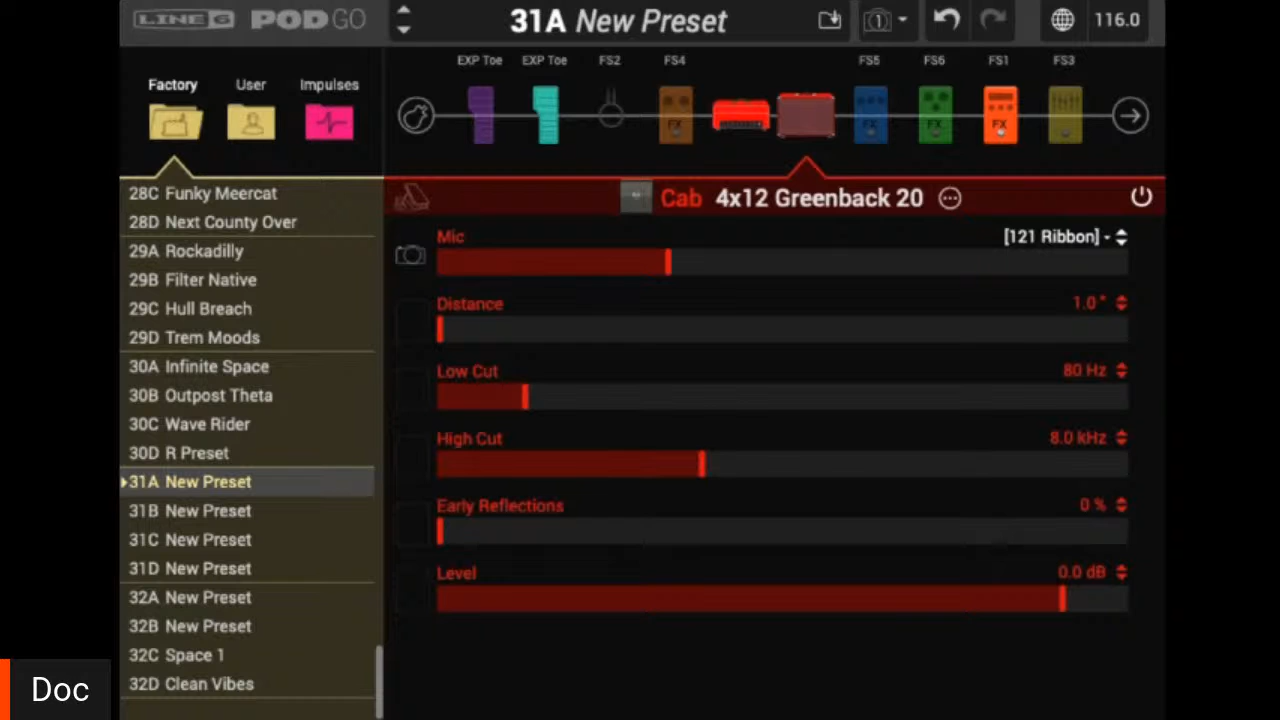 LINE 6 POD GO
31A New Preset
1
116.0
Factory
User
Impulses
EXP Toe
EXP Toe
FS2
FS4
FS5
FS6
FS1
FS3
FX
FX
FX
28C Funky Meercat
28D Next County Over
29A Rockadilly
29B Filter Native
29C Hull Breach
29D Trem Moods
30A Infinite Space
30B Outpost Theta
30C Wave Rider
30D R Preset
31A New Preset
31B New Preset
31C New Preset
31D New Preset
32A New Preset
32B New Preset
32C Space 1
32D Clean Vibes
Cab 4x12 Greenback 20
Mic [121 Ribbon]
Distance 1.0"
Low Cut 80 Hz
High Cut 8.0 kHz
Early Reflections 0 %
Level 0.0 dB
Doc